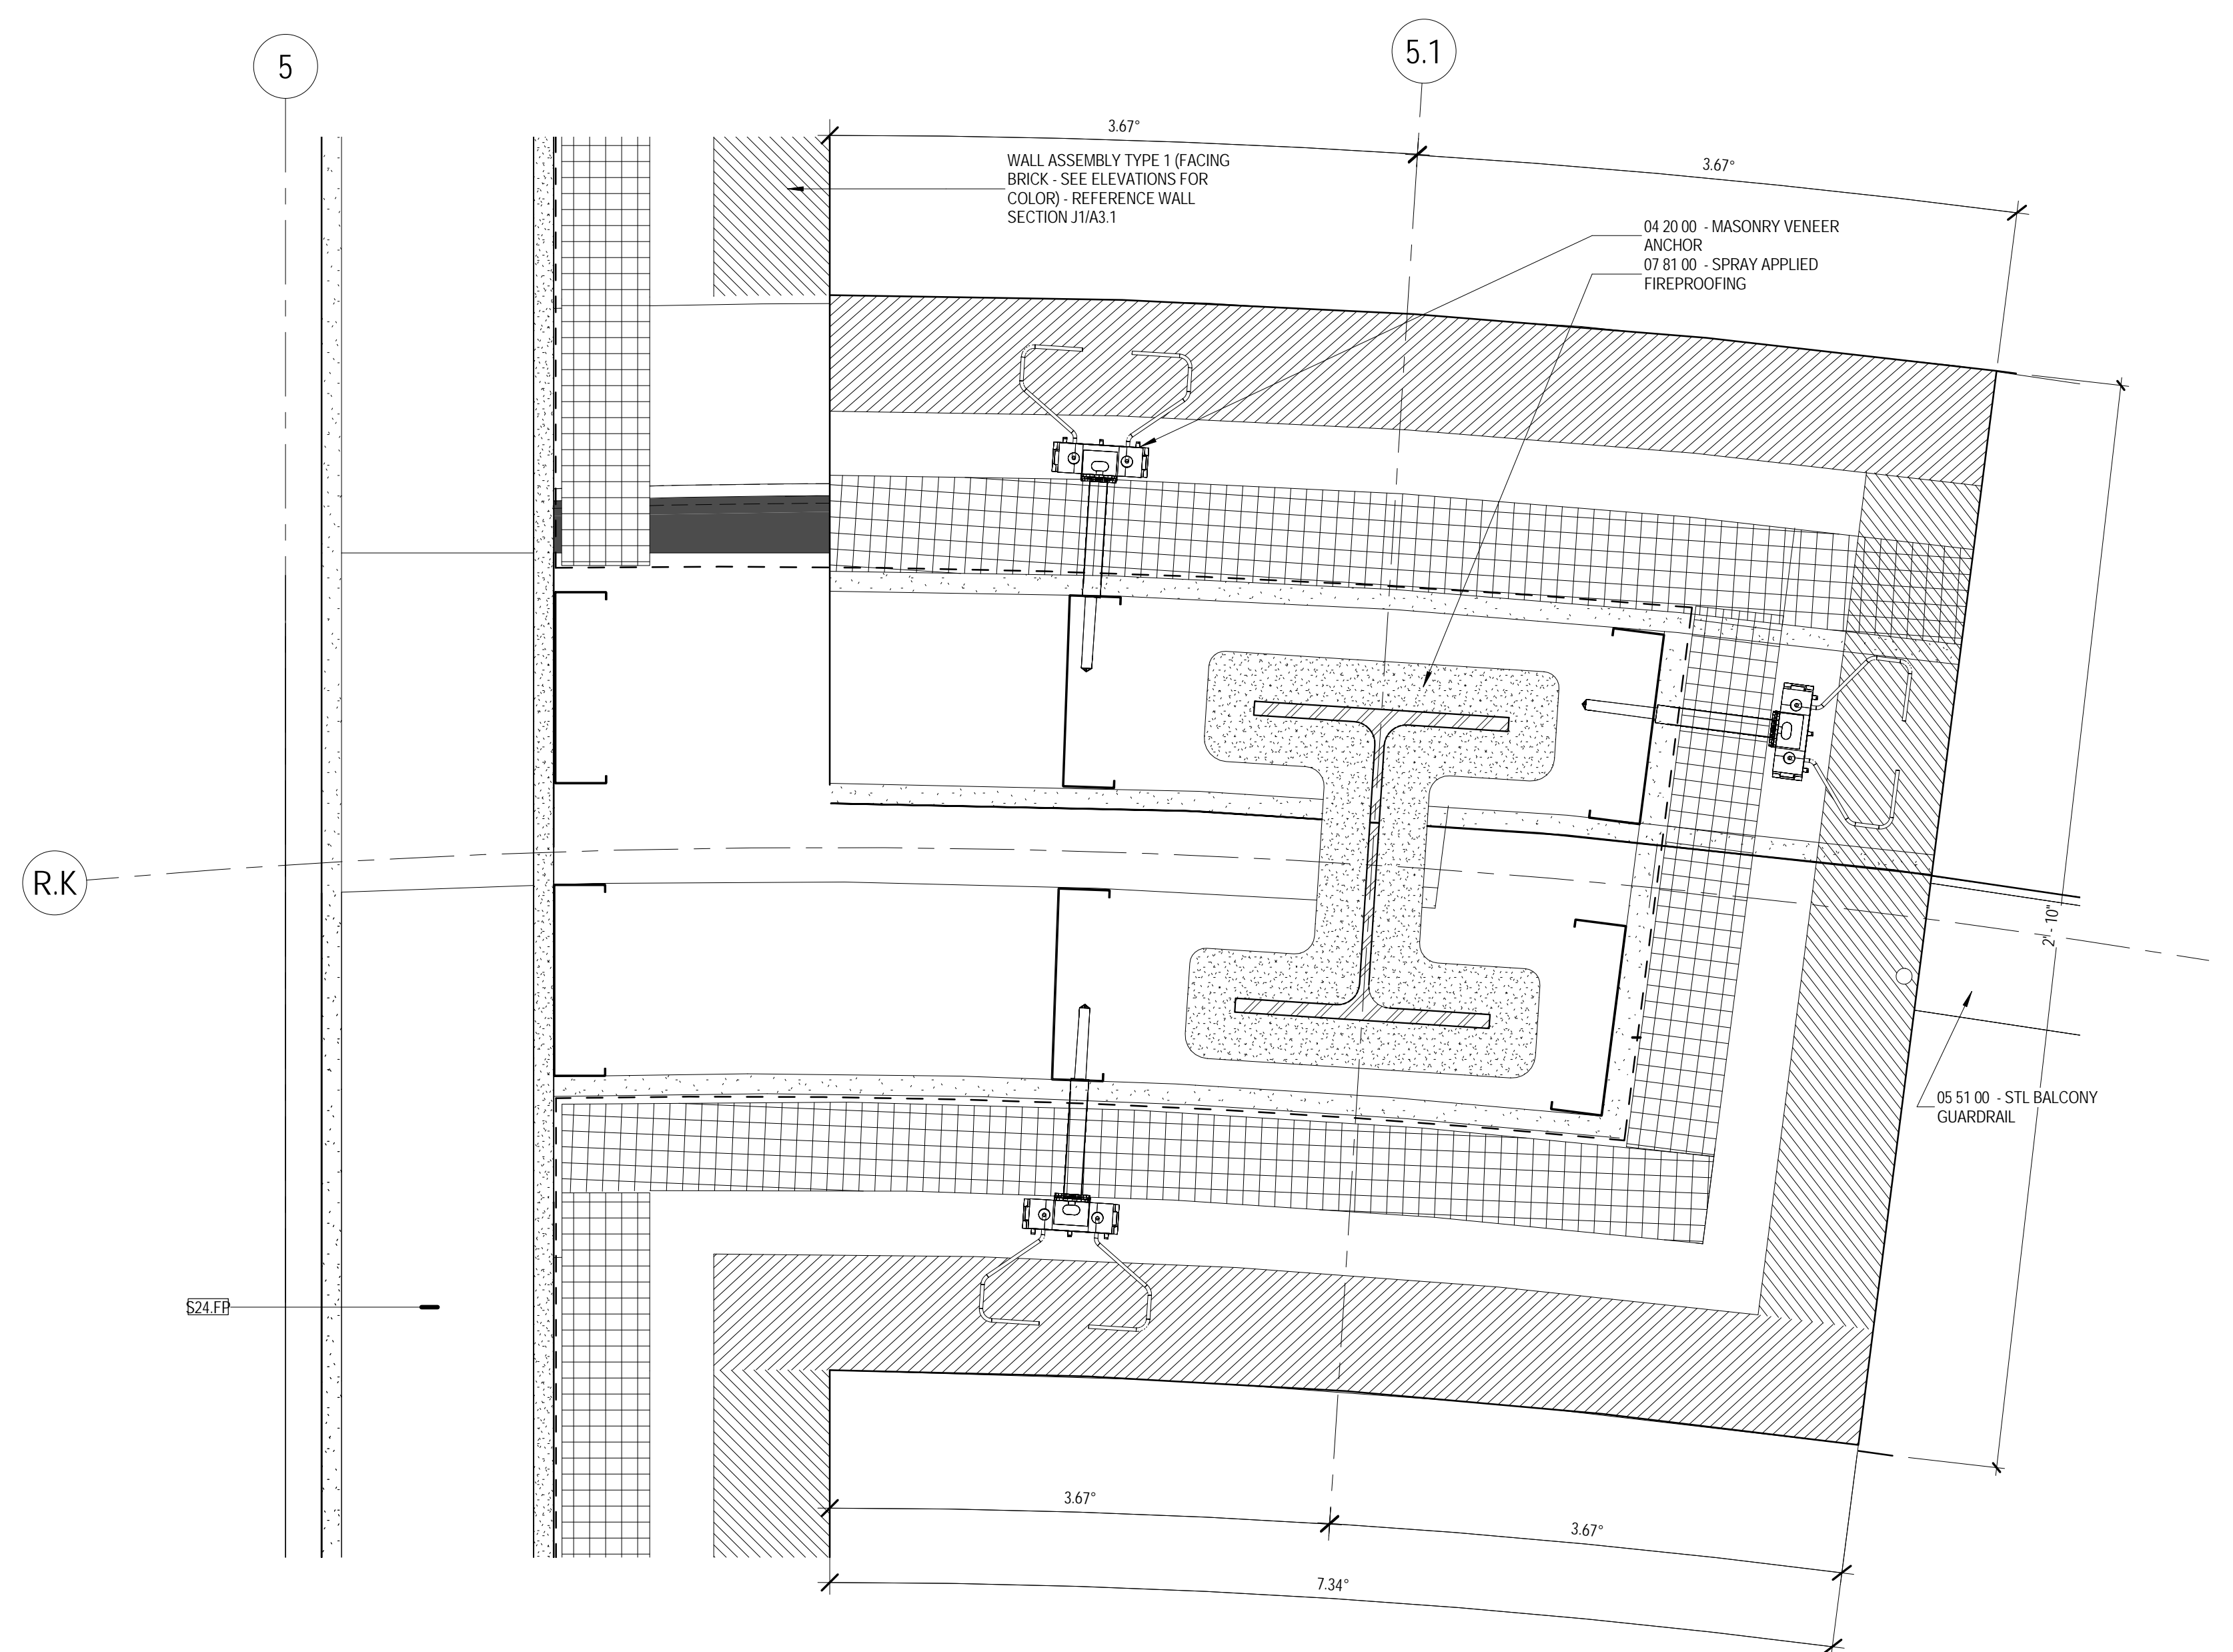 5
5.1
3.67°
3.67°
WALL ASSEMBLY TYPE 1 (FACING
BRICK - SEE ELEVATIONS FOR
COLOR) - REFERENCE WALL
SECTION J1/A3.1
04 20 00 - MASONRY VENEER
ANCHOR
07 81 00 - SPRAY APPLIED
FIREPROOFING
R.K
2' - 10"
05 51 00 - STL BALCONY
GUARDRAIL
S24.FP
3.67°
3.67°
7.34°